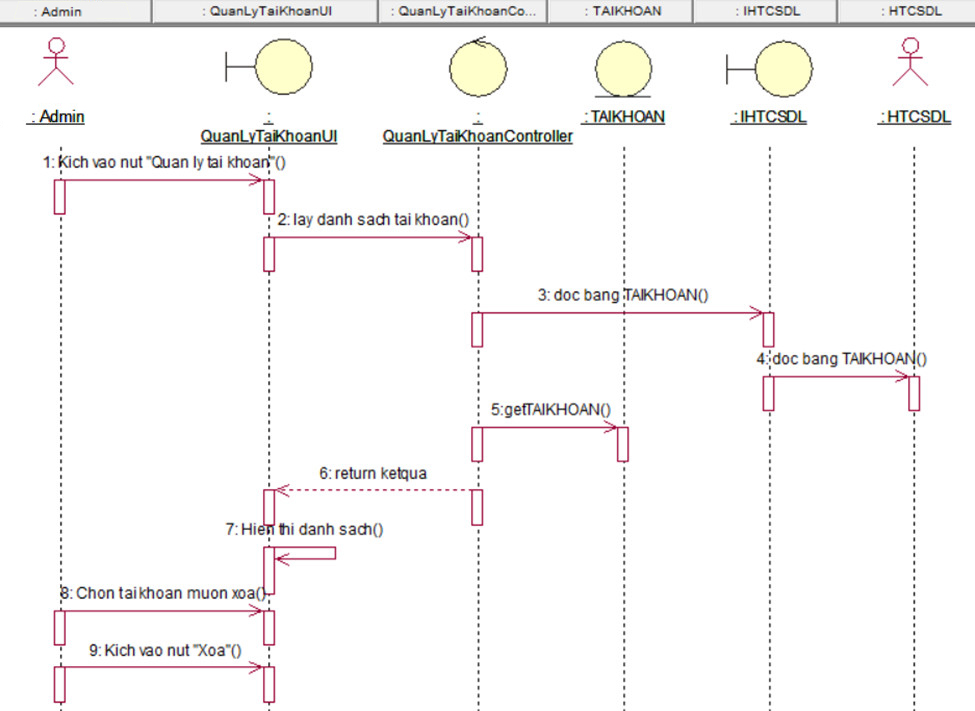 : Admin : QuanLyTaiKhoanUI : QuanLyTaiKhoanCo... : TAIKHOAN : IHTCSDL : HTCSDL
: Admin
:
QuanLyTaiKhoanUI
:
QuanLyTaiKhoanController
: TAIKHOAN
: IHTCSDL
: HTCSDL
1: Kich vao nut "Quan ly tai khoan"()
2: lay danh sach tai khoan()
3: doc bang TAIKHOAN()
4: doc bang TAIKHOAN()
5:getTAIKHOAN()
6: return ketqua
7: Hien thi danh sach()
8: Chon tai khoan muon xoa()
9: Kich vao nut "Xoa"()